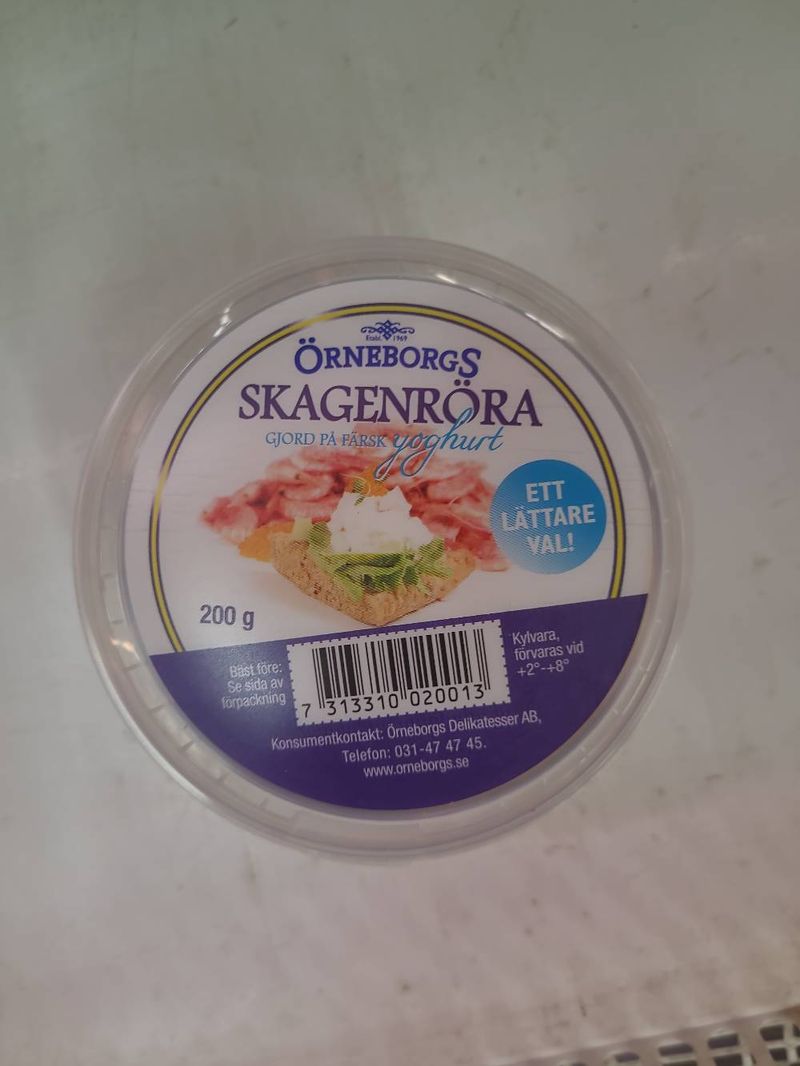 Etabl. 1969
ÖRNEBORGS
SKAGENRÖRA
GJORD PÅ FÄRSK yoghurt
ETT
LÄTTARE
VAL!
200 g
Bäst före:
Se sida av
förpackning
7 313310 020013
Kylvara,
förvaras vid
+2°-+8°
Konsumentkontakt: Örneborgs Delikatesser AB,
Telefon: 031-47 47 45.
www.orneborgs.se